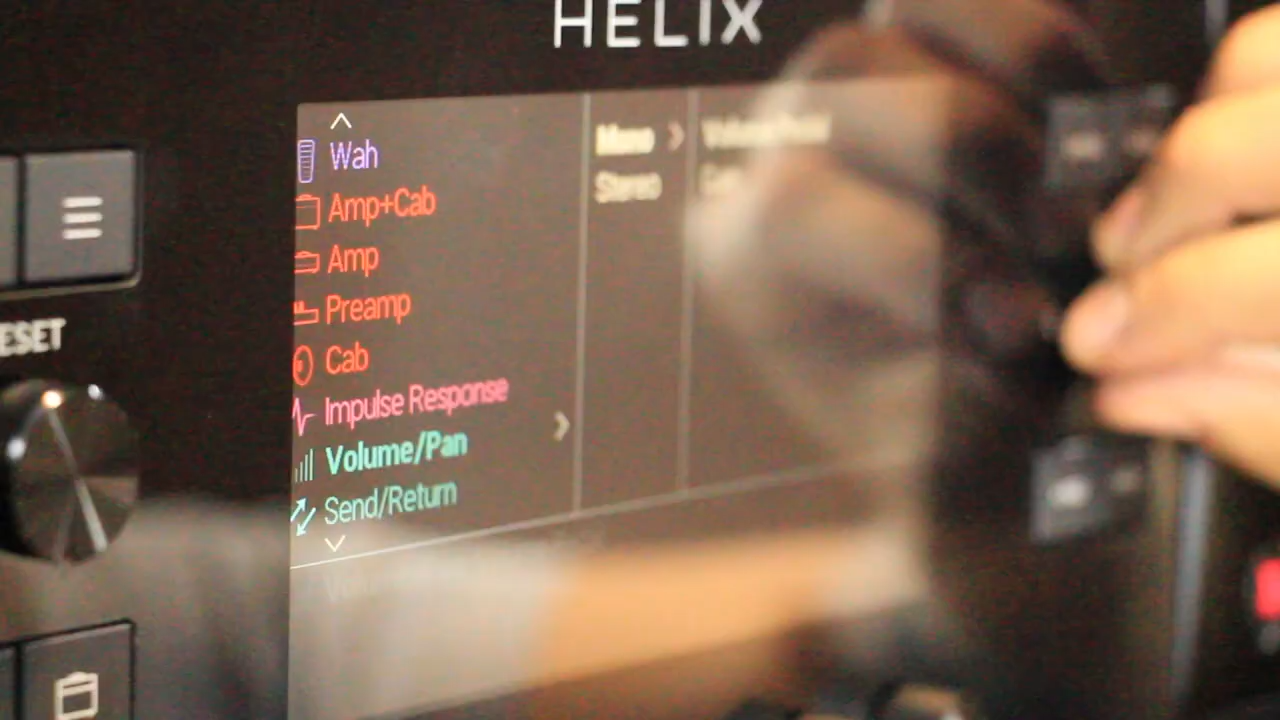 HELIX
Wah
Amp+Cab
Amp
Preamp
Cab
Impulse Response
Volume/Pan
Send/Return
Mono
Stereo
ESET